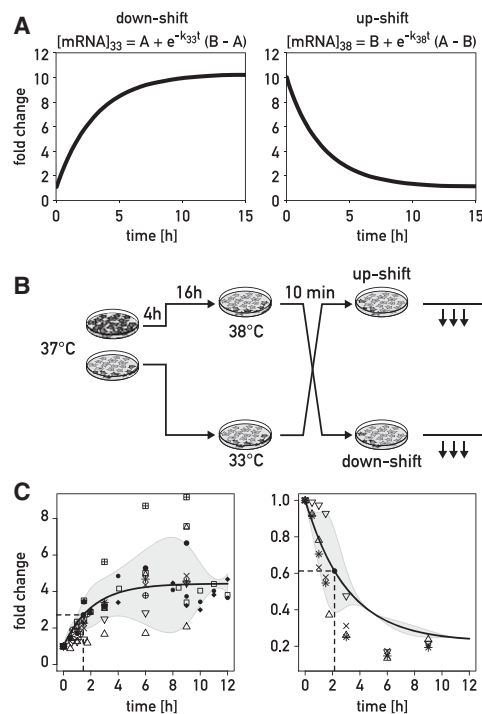 A
down-shift
[mRNA]33 = A + e-k33t (B - A)
fold change
12
10
8
6
4
2
0
0 5 10 15
time [h]
up-shift
[mRNA]38 = B + e-k38t (A - B)
12
10
8
6
4
2
0
0 5 10 15
time [h]
B
37°C
4h
16h
38°C
33°C
10 min
up-shift
down-shift
C
fold change
8
6
4
2
0
0 2 4 6 8 10 12
time [h]
1.0
0.8
0.6
0.4
0.2
0 2 4 6 8 10 12
time [h]